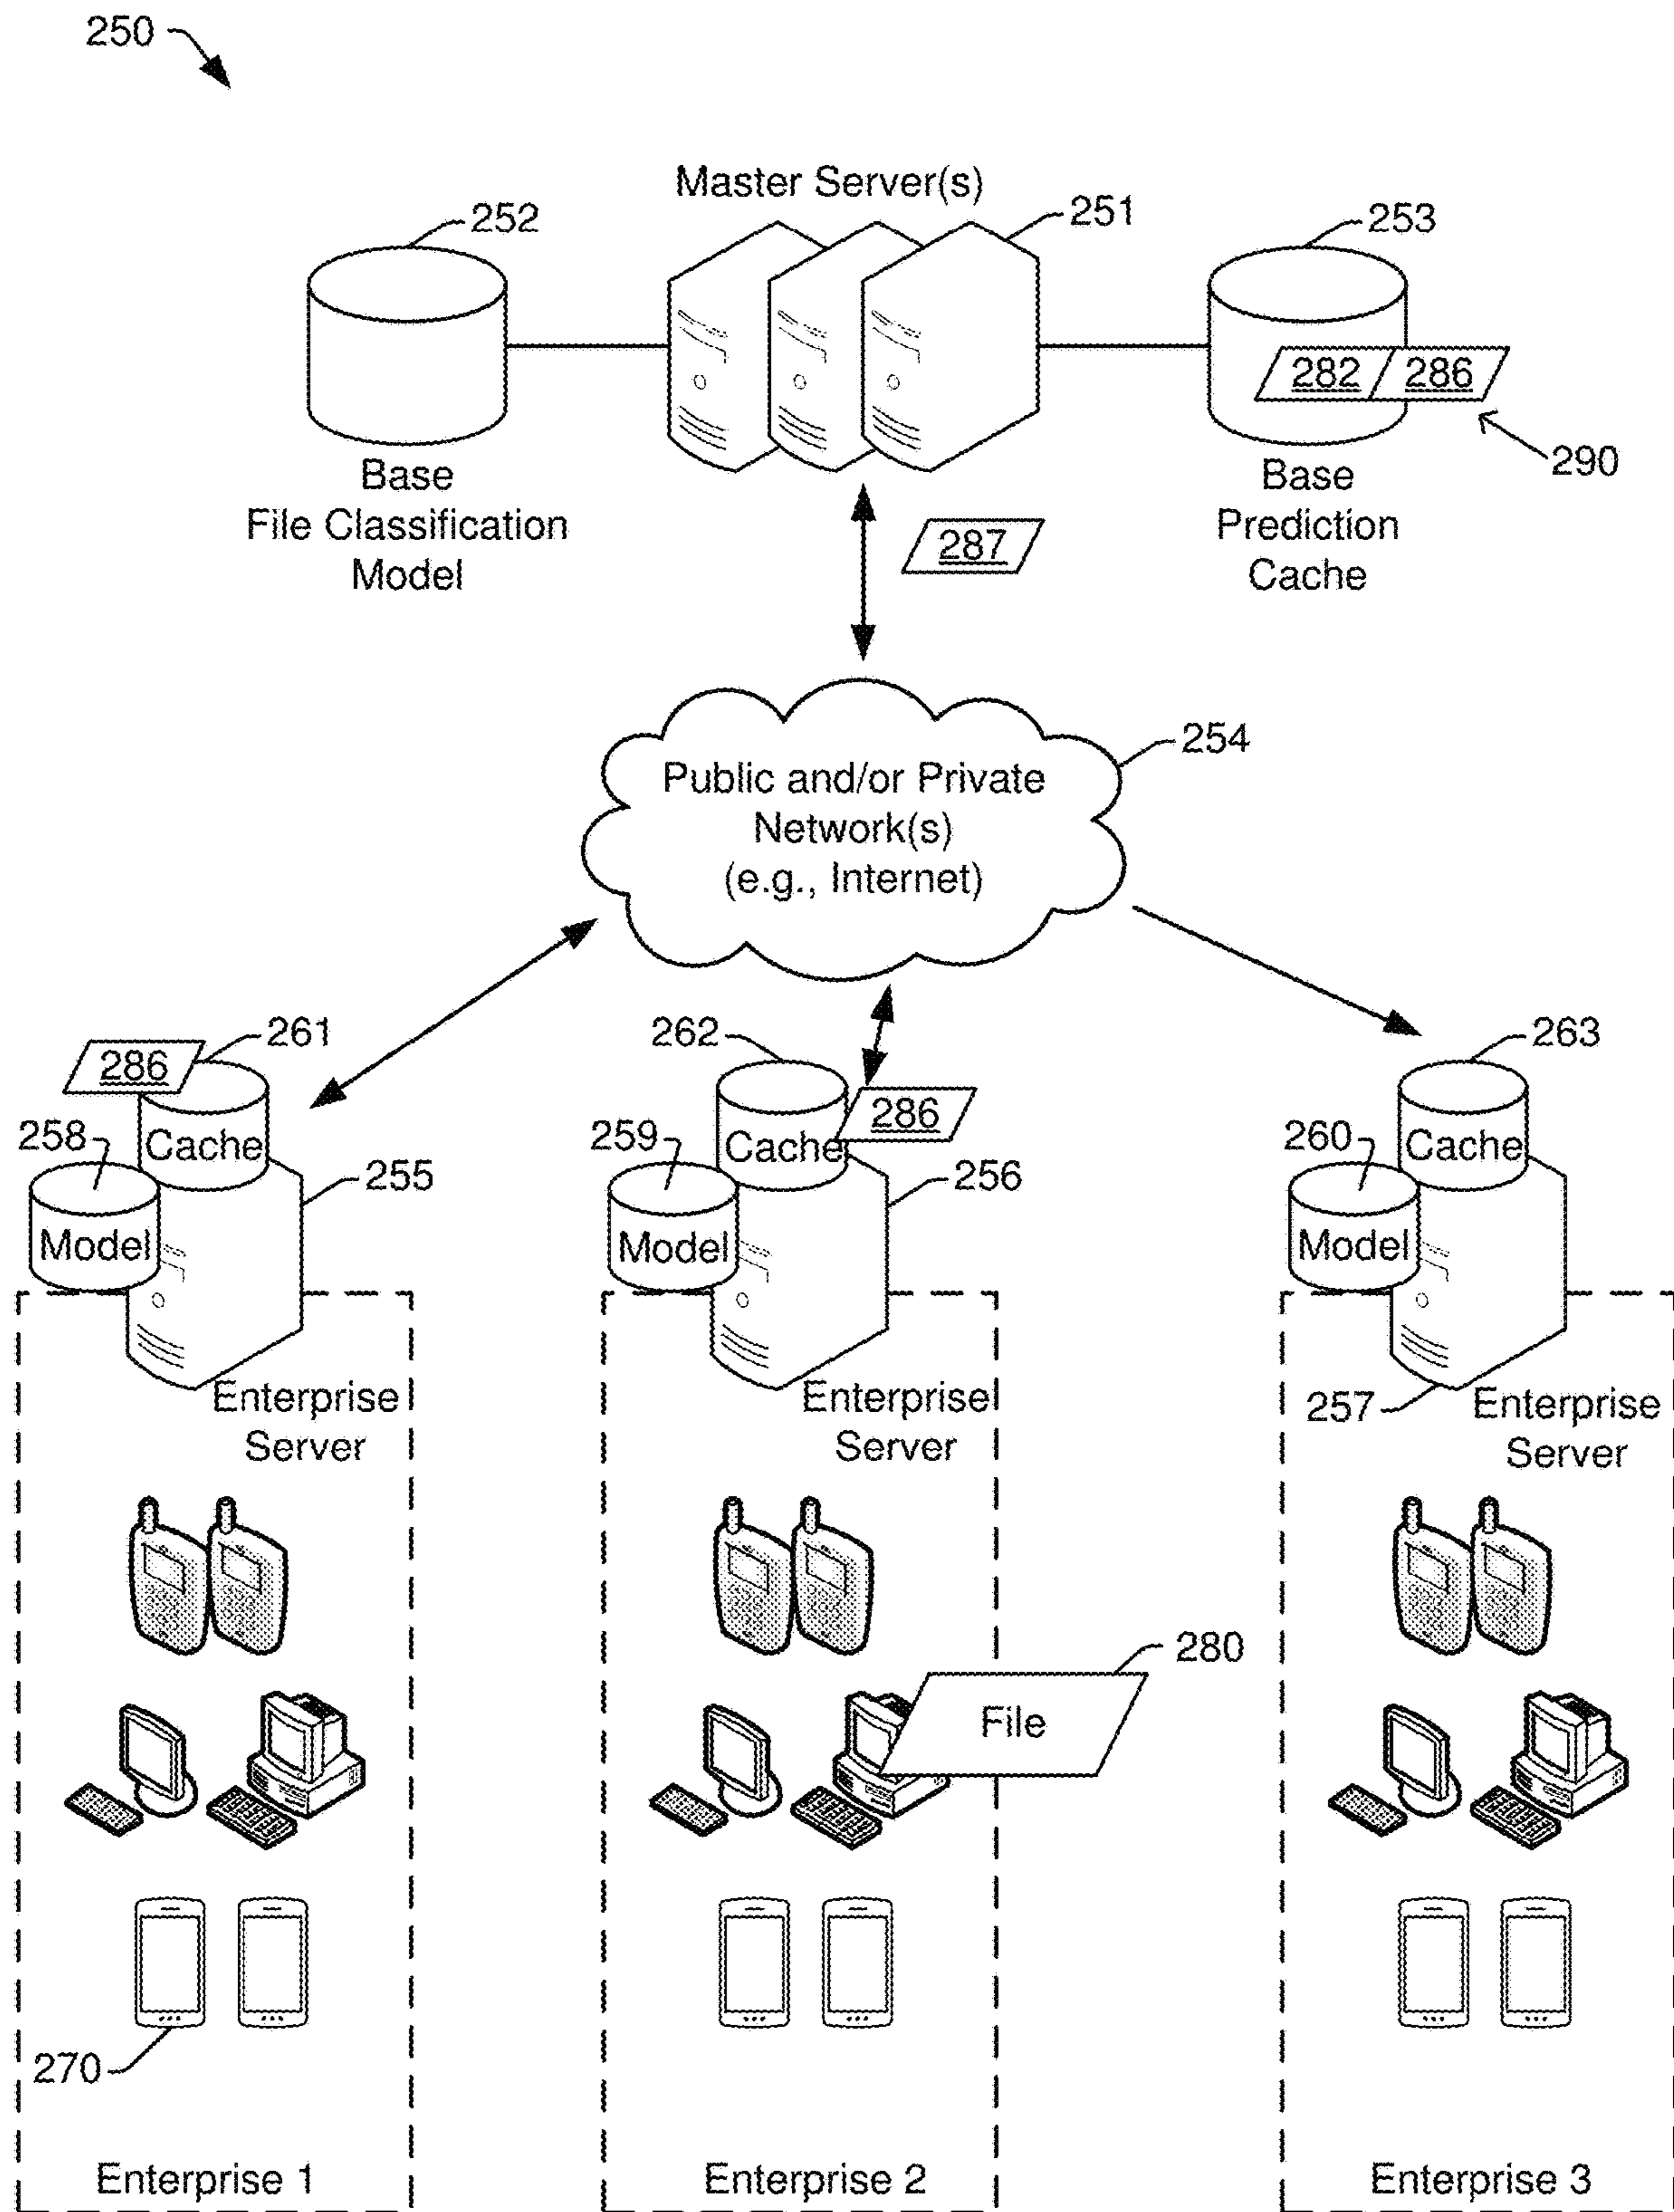 250
Master Server(s)
252
251
253
282
286
290
Base
File Classification
Model
Base
Prediction
Cache
287
254
Public and/or Private
Network(s)
(e.g., Internet)
261
286
258
Cache
255
Model
262
286
259
Cache
256
Model
263
260
Cache
Model
257
Enterprise
Server
Enterprise
Server
Enterprise
Server
280
File
270
Enterprise 1
Enterprise 2
Enterprise 3